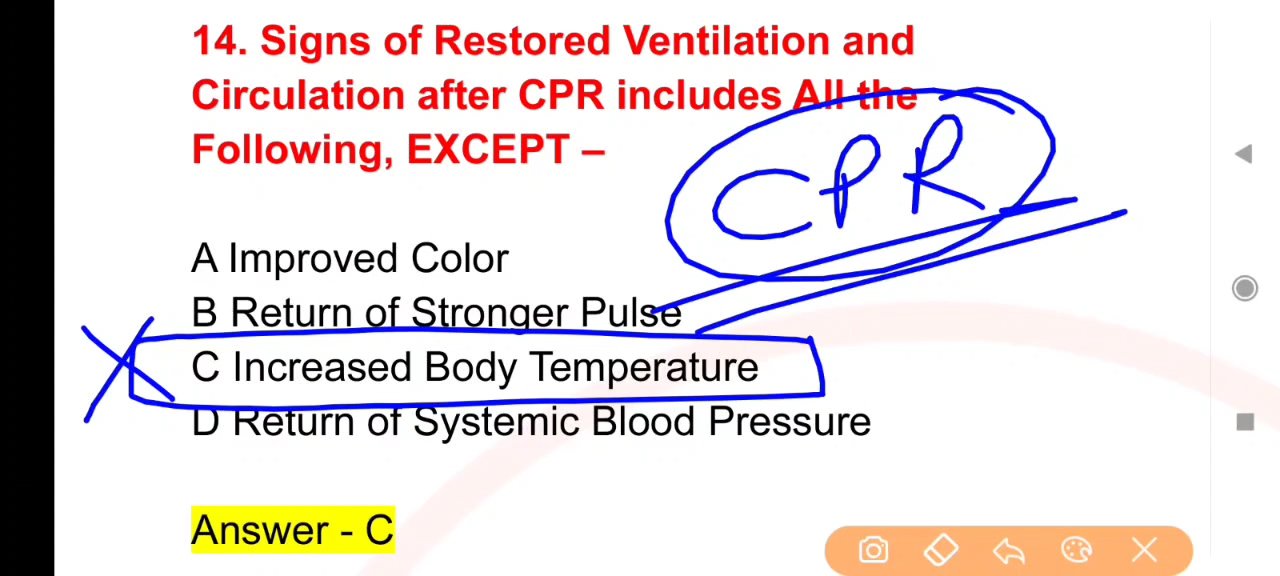 14. Signs of Restored Ventilation and
Circulation after CPR includes All the
Following, EXCEPT –
CPR
A Improved Color
B Return of Stronger Pulse
C Increased Body Temperature
D Return of Systemic Blood Pressure
Answer - C